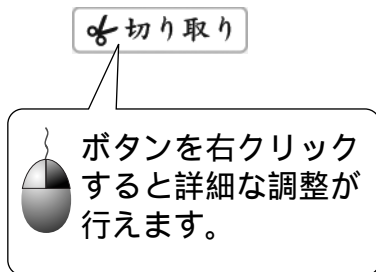 切り取り
ボタンを右クリック
すると詳細な調整が
行えます。